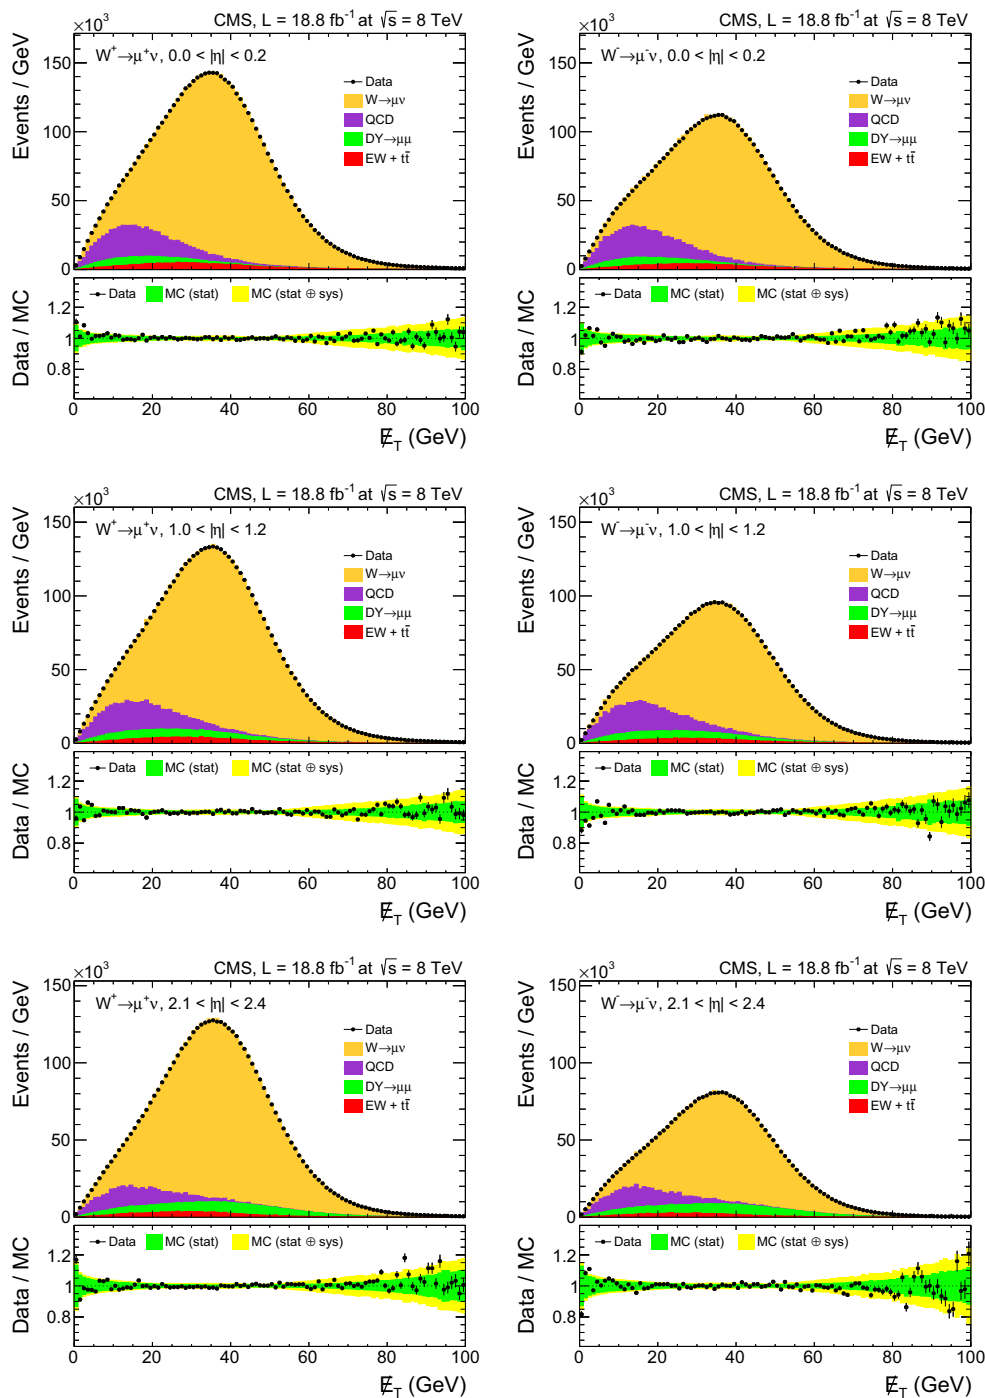 ×10³ CMS, L = 18.8 fb⁻¹ at √s = 8 TeV
W⁺→μ⁺ν, 0.0 < |η| < 0.2
Events / GeV
150
100
50
0
Data
W→μν
QCD
DY→μμ
EW + tt̄
Data MC (stat) MC (stat ⊕ sys)
Data / MC
1.2
1
0.8
0 20 40 60 80 100
E̸_T (GeV)
×10³ CMS, L = 18.8 fb⁻¹ at √s = 8 TeV
W⁻→μ⁻ν, 0.0 < |η| < 0.2
Events / GeV
150
100
50
0
Data
W→μν
QCD
DY→μμ
EW + tt̄
Data MC (stat) MC (stat ⊕ sys)
Data / MC
1.2
1
0.8
0 20 40 60 80 100
E̸_T (GeV)
×10³ CMS, L = 18.8 fb⁻¹ at √s = 8 TeV
W⁺→μ⁺ν, 1.0 < |η| < 1.2
Events / GeV
150
100
50
0
Data
W→μν
QCD
DY→μμ
EW + tt̄
Data MC (stat) MC (stat ⊕ sys)
Data / MC
1.2
1
0.8
0 20 40 60 80 100
E̸_T (GeV)
×10³ CMS, L = 18.8 fb⁻¹ at √s = 8 TeV
W⁻→μ⁻ν, 1.0 < |η| < 1.2
Events / GeV
150
100
50
0
Data
W→μν
QCD
DY→μμ
EW + tt̄
Data MC (stat) MC (stat ⊕ sys)
Data / MC
1.2
1
0.8
0 20 40 60 80 100
E̸_T (GeV)
×10³ CMS, L = 18.8 fb⁻¹ at √s = 8 TeV
W⁺→μ⁺ν, 2.1 < |η| < 2.4
Events / GeV
150
100
50
0
Data
W→μν
QCD
DY→μμ
EW + tt̄
Data MC (stat) MC (stat ⊕ sys)
Data / MC
1.2
1
0.8
0 20 40 60 80 100
E̸_T (GeV)
×10³ CMS, L = 18.8 fb⁻¹ at √s = 8 TeV
W⁻→μ⁻ν, 2.1 < |η| < 2.4
Events / GeV
150
100
50
0
Data
W→μν
QCD
DY→μμ
EW + tt̄
Data MC (stat) MC (stat ⊕ sys)
Data / MC
1.2
1
0.8
0 20 40 60 80 100
E̸_T (GeV)